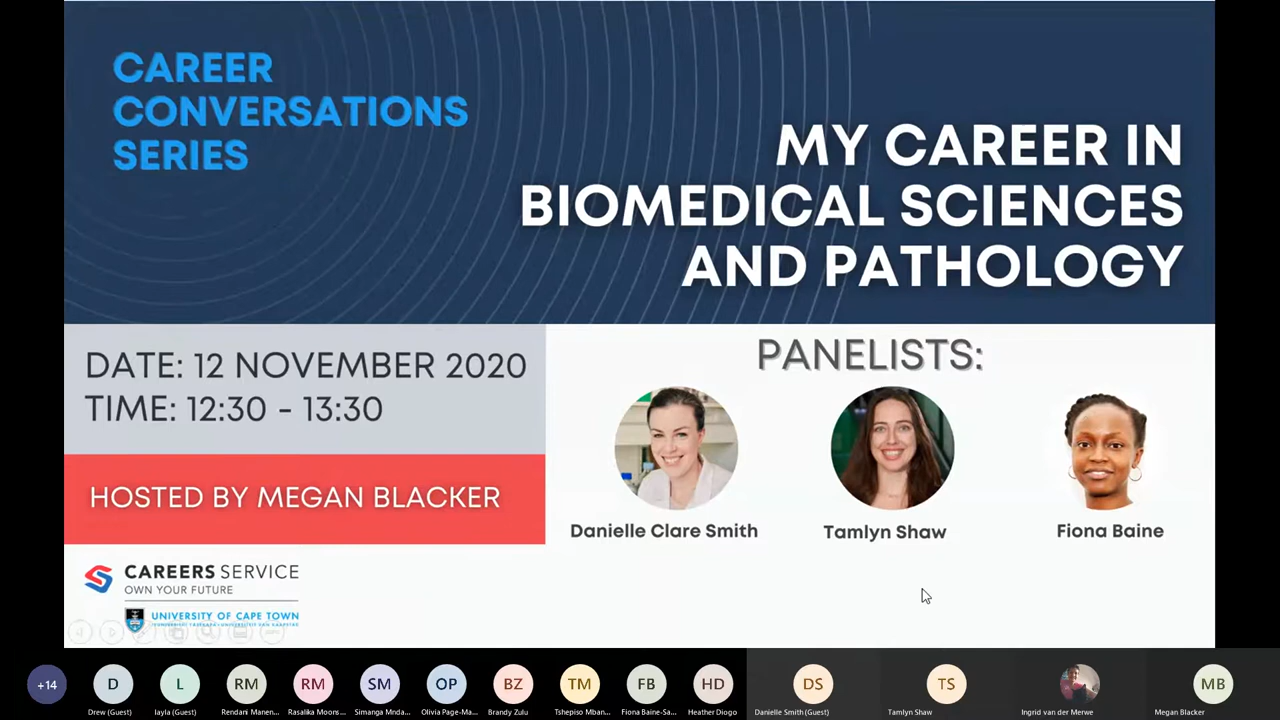 CAREER
CONVERSATIONS
SERIES
MY CAREER IN
BIOMEDICAL SCIENCES
AND PATHOLOGY
DATE: 12 NOVEMBER 2020
TIME: 12:30 - 13:30
HOSTED BY MEGAN BLACKER
PANELISTS:
Danielle Clare Smith
Tamlyn Shaw
Fiona Baine
CAREERS SERVICE
OWN YOUR FUTURE
UNIVERSITY OF CAPE TOWN
+14
D
L
RM
RM
SM
OP
BZ
TM
FB
HD
DS
TS
MB
Drew (Guest)
layla (Guest)
Rendani Manen...
Rasalika Moons...
Simanga Mnda...
Olivia Page-Ma...
Brandy Zulu
Tshepiso Mban...
Fiona Baine-Sa...
Heather Diogo
Danielle Smith (Guest)
Tamlyn Shaw
Ingrid van der Merwe
Megan Blacker